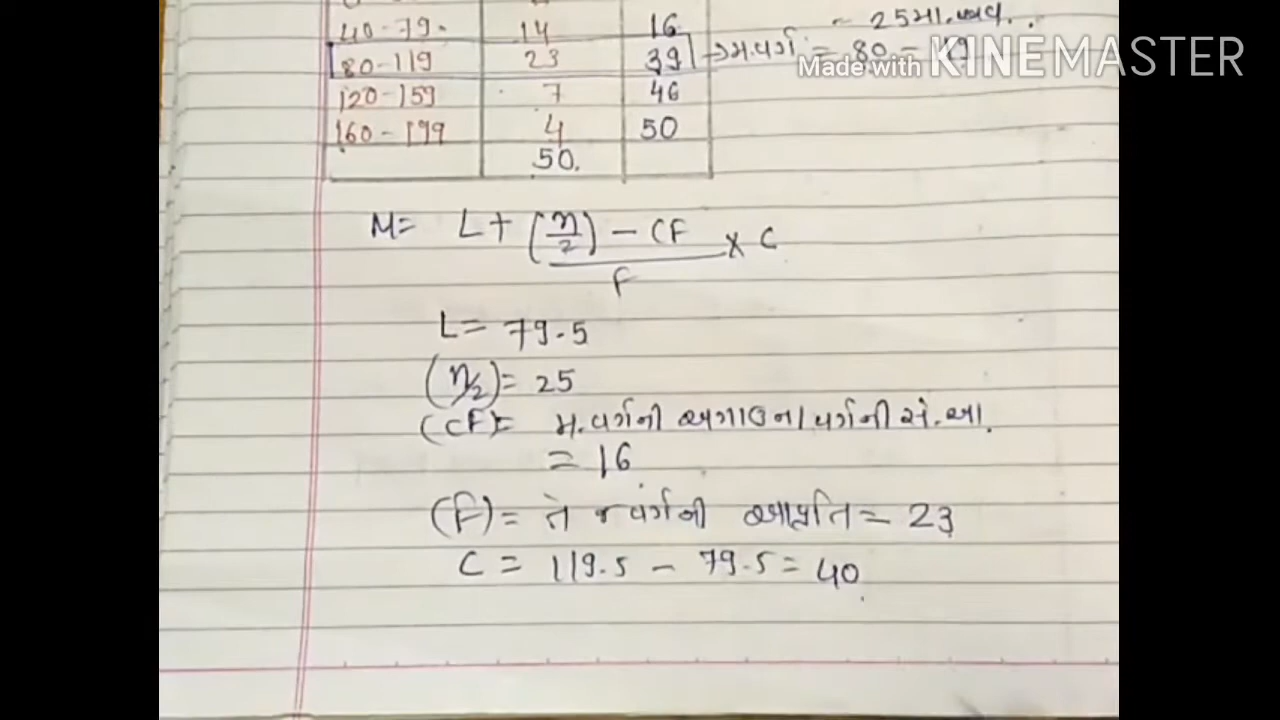 40-79. 14 16
- 25મા.અવ..
80-119 23 39 → મ.વર્ગ = 80 - 
Made with KINEMASTER
120-159 7 46
160-199 4 50
50.
M= L + (n/2) - CF / F X C
L= 79.5
(n/2)= 25
(CF)= મ.વર્ગની અગાઉના વર્ગની સં.આ.
= 16
(F)= તે જ વર્ગની આવૃતિ = 23
C = 119.5 - 79.5 = 40